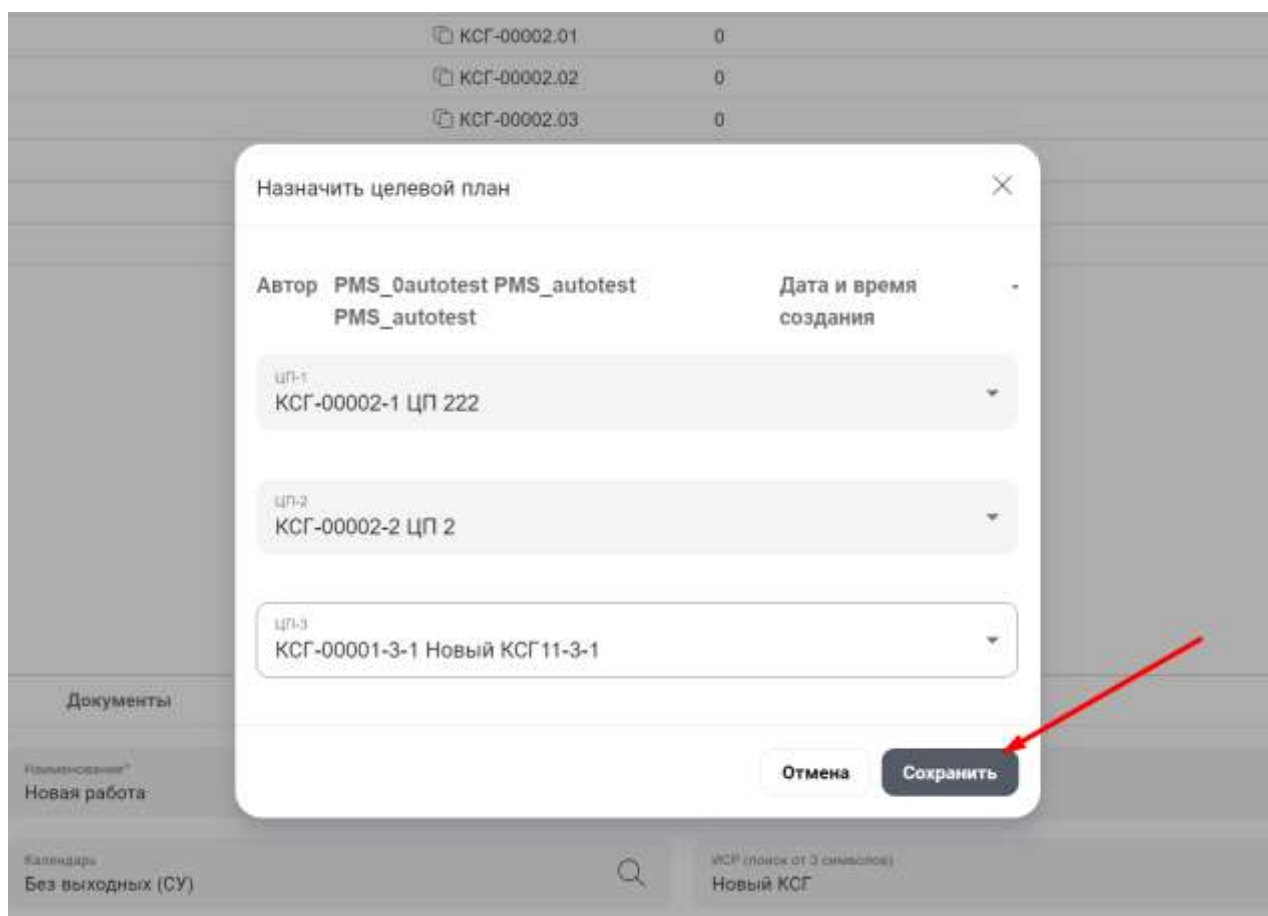 КСГ-00002.01 0
КСГ-00002.02 0
КСГ-00002.03 0
Назначить целевой план
Автор PMS_0autotest PMS_autotest Дата и время -
PMS_autotest создания
ЦП-1
КСГ-00002-1 ЦП 222
ЦП-2
КСГ-00002-2 ЦП 2
ЦП-3
КСГ-00001-3-1 Новый КСГ11-3-1
Документы
Отмена Сохранить
Наименование*
Новая работа
Календарь ИСР (поиск от 3 символов)
Без выходных (СУ) Новый КСГ